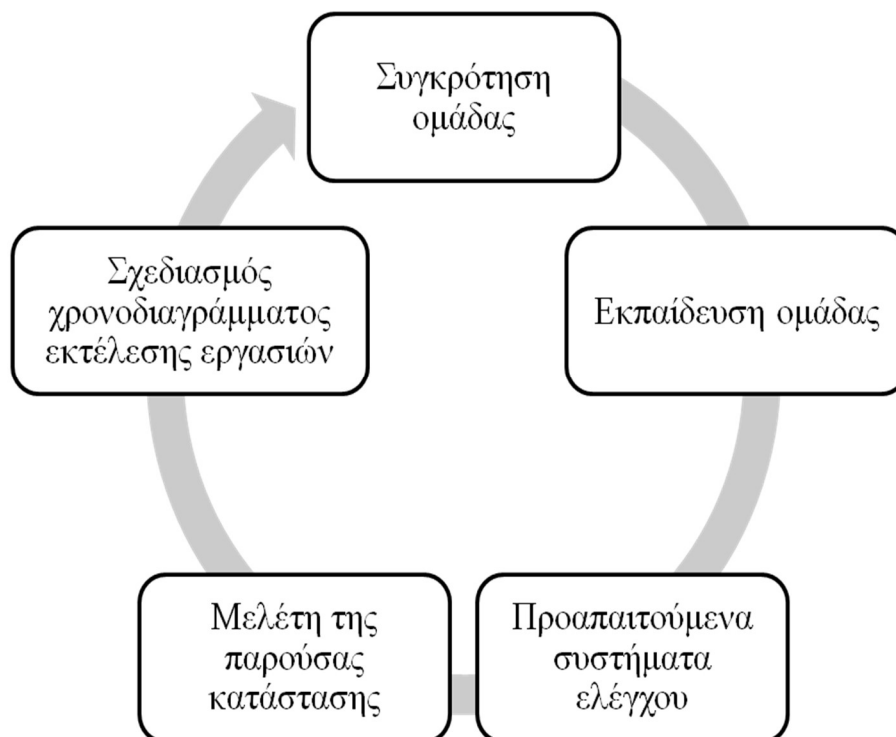 Συγκρότηση
ομάδας
Εκπαίδευση ομάδας
Προαπαιτούμενα
συστήματα
ελέγχου
Μελέτη της
παρούσας
κατάστασης
Σχεδιασμός
χρονοδιαγράμματος
εκτέλεσης εργασιών